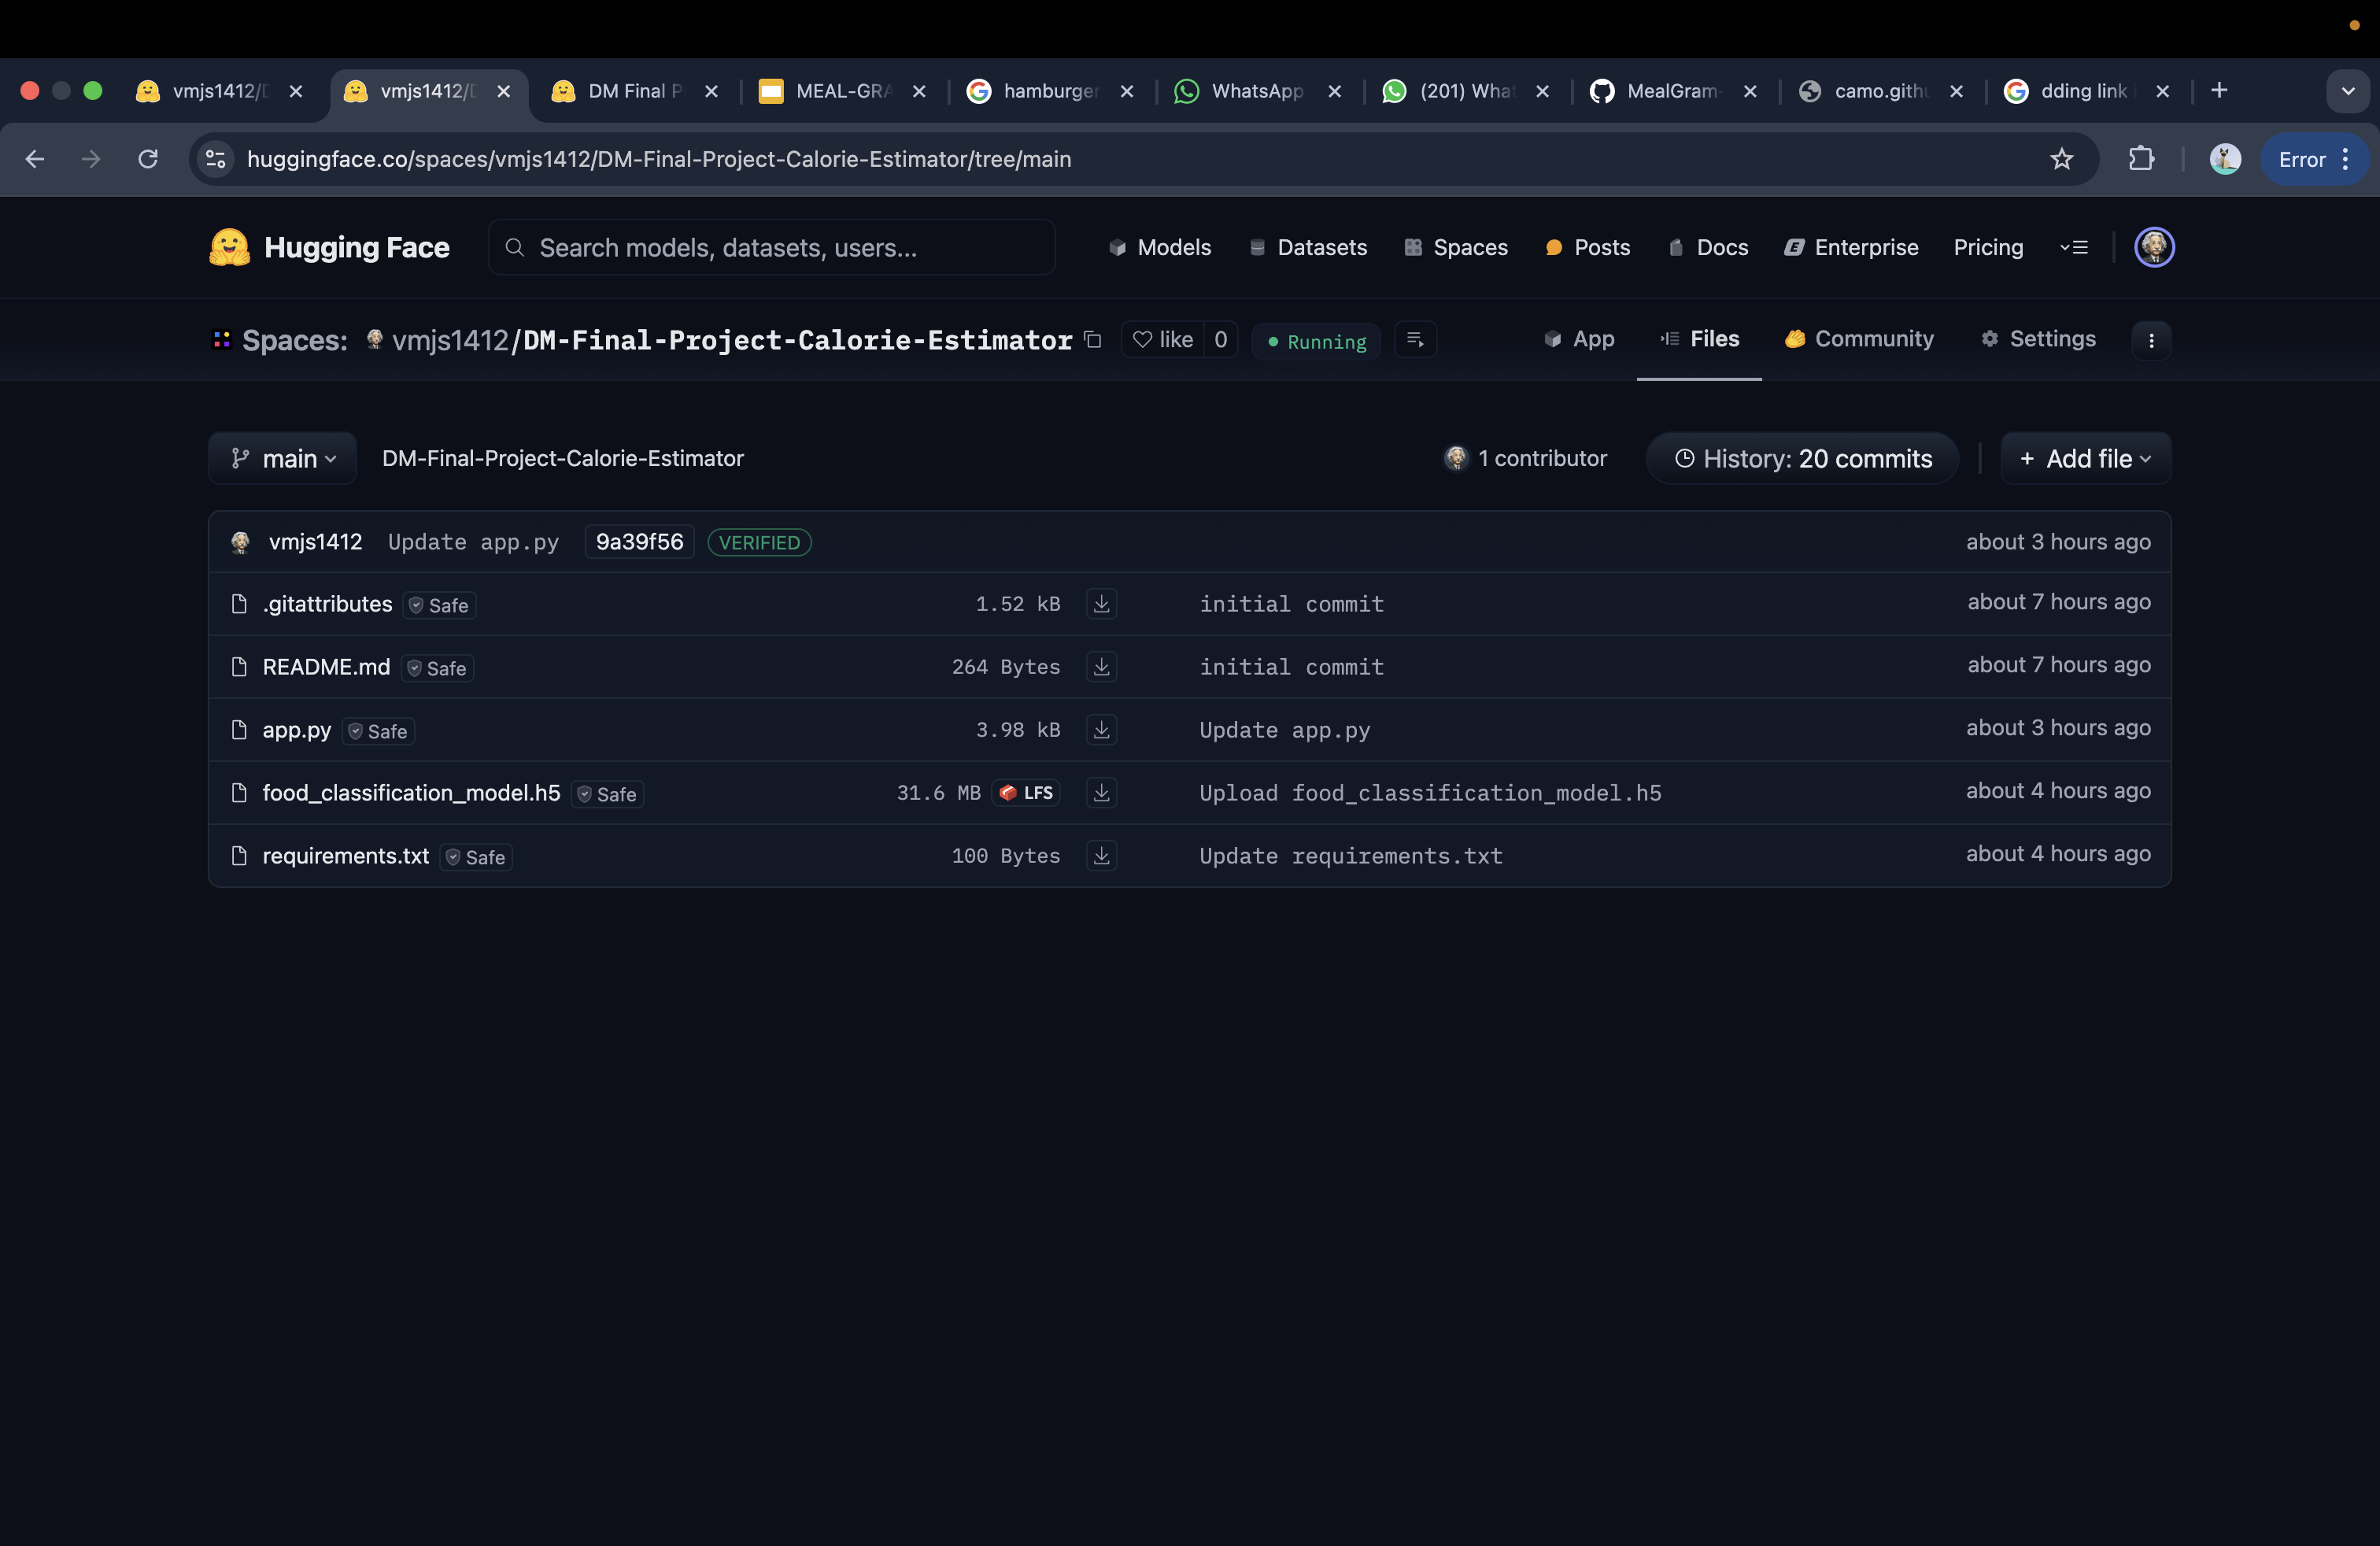 vmjs1412/D
vmjs1412/D
DM Final P
MEAL-GRA
hamburger
WhatsApp
(201) What
MealGram-
camo.githu
dding link i
huggingface.co/spaces/vmjs1412/DM-Final-Project-Calorie-Estimator/tree/main
Error
Hugging Face
Search models, datasets, users...
Models
Datasets
Spaces
Posts
Docs
Enterprise
Pricing
Spaces: vmjs1412/DM-Final-Project-Calorie-Estimator
like 0
Running
App
Files
Community
Settings
main
DM-Final-Project-Calorie-Estimator
1 contributor
History: 20 commits
+ Add file
vmjs1412 Update app.py 9a39f56 VERIFIED about 3 hours ago
.gitattributes Safe 1.52 kB initial commit about 7 hours ago
README.md Safe 264 Bytes initial commit about 7 hours ago
app.py Safe 3.98 kB Update app.py about 3 hours ago
food_classification_model.h5 Safe 31.6 MB LFS Upload food_classification_model.h5 about 4 hours ago
requirements.txt Safe 100 Bytes Update requirements.txt about 4 hours ago